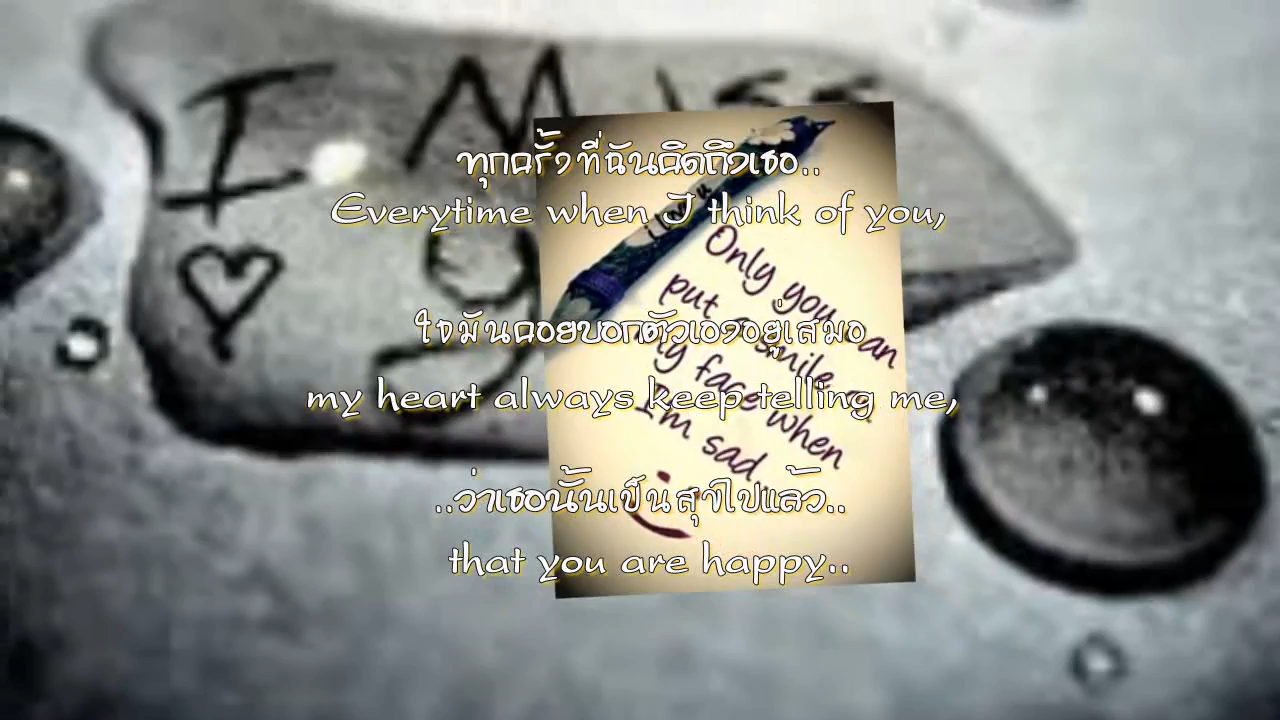 I Miss
ทุกครั้งที่ฉันคิดถึงเธอ..
Everytime when I think of you,
ใจมันคอยบอกตัวเองอยู่เสมอ
my heart always keep telling me,
..ว่าเธอนั้นเป็นสุขไปแล้ว..
that you are happy..
Only you can
put a smile
my face when
I'm sad